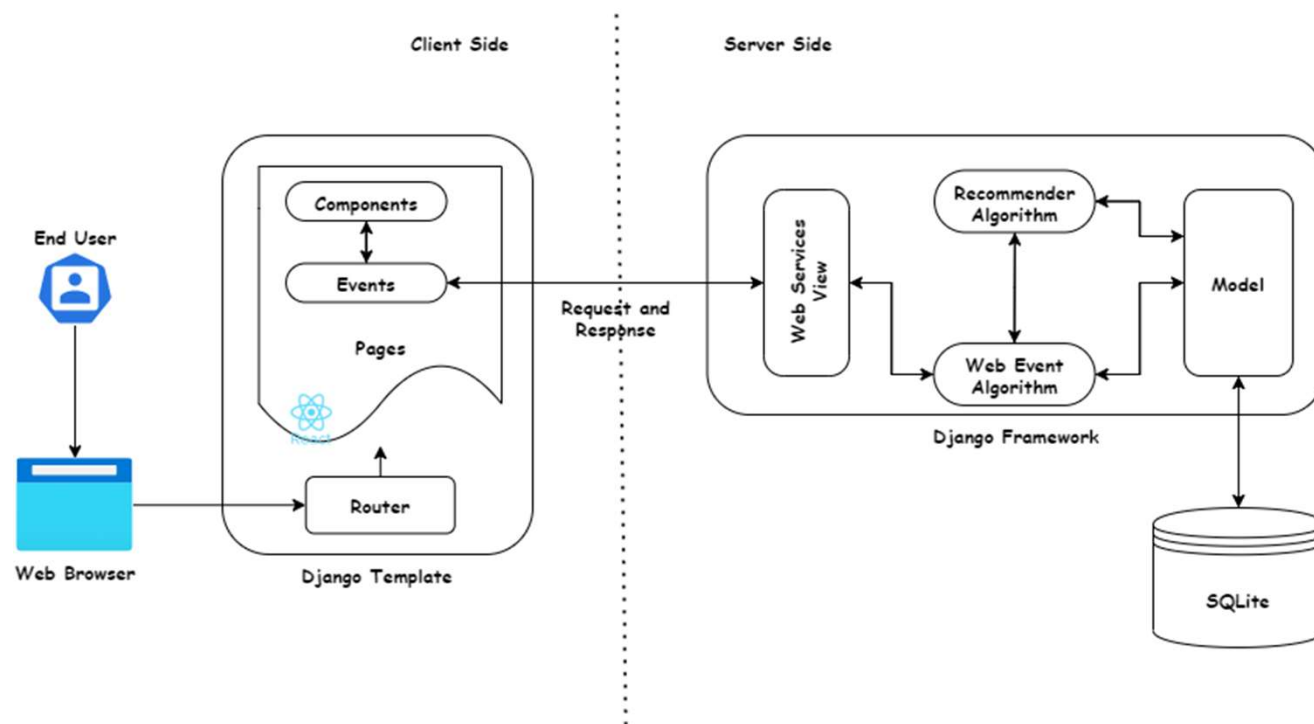 Client Side
Server Side
Components
Events
Pages
React
Router
End User
Web Browser
Django Template
Request and
Response
Web Services
View
Recommender
Algorithm
Web Event
Algorithm
Model
Django Framework
SQLite